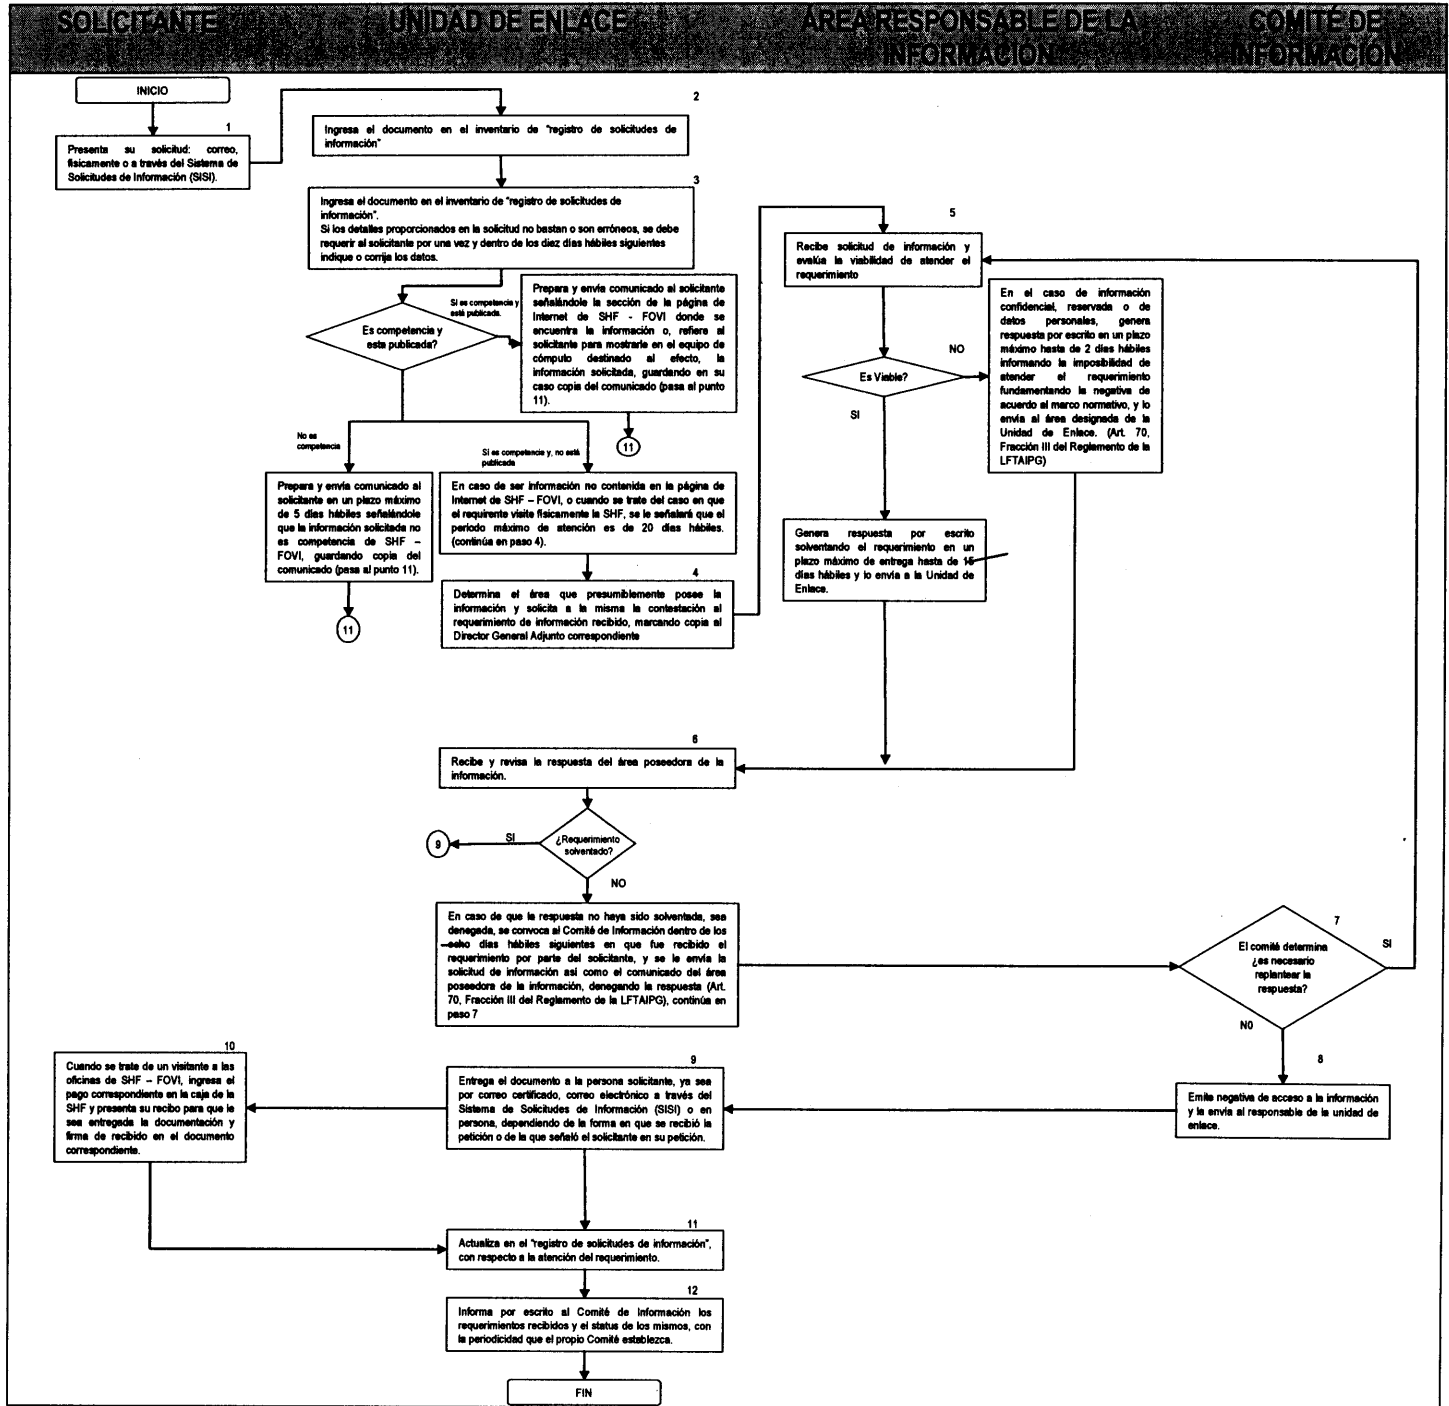 SOLICITANTE
UNIDAD DE ENLACE
ÁREA RESPONSABLE DE LA
INFORMACIÓN
COMITÉ DE
INFORMACIÓN
INICIO
1
Presenta su solicitud: correo,
físicamente o a través del Sistema de
Solicitudes de Información (SISI).
2
Ingresa el documento en el inventario de "registro de solicitudes de
información"
3
Ingresa el documento en el inventario de "registro de solicitudes de
información".
Si los detalles proporcionados en la solicitud no bastan o son erróneos, se debe
requerir al solicitante por una vez y dentro de los diez días hábiles siguientes
indique o corrija los datos.
Es competencia y
esta publicada?
Si es competencia y
está publicada.
Prepara y envía comunicado al solicitante
señalándole la sección de la página de
Internet de SHF - FOVI donde se
encuentra la información o, refiere al
solicitante para mostrarle en el equipo de
cómputo destinado al efecto, la
información solicitada, guardando en su
caso copia del comunicado (pasa al punto
11).
11
No es
competencia
Prepara y envía comunicado al
solicitante en un plazo máximo
de 5 días hábiles señalándole
que la información solicitada no
es competencia de SHF –
FOVI, guardando copia del
comunicado (pasa al punto 11).
11
Si es competencia y, no está
publicada
En caso de ser información no contenida en la página de
Internet de SHF – FOVI, o cuando se trate del caso en que
el requirente visite físicamente la SHF, se le señalará que el
periodo máximo de atención es de 20 días hábiles.
(continúa en paso 4).
4
Determina el área que presumiblemente posee la
información y solicita a la misma la contestación al
requerimiento de información recibido, marcando copia al
Director General Adjunto correspondiente
5
Recibe solicitud de información y
evalúa la viabilidad de atender el
requerimiento
Es Viable?
NO
SI
En el caso de información
confidencial, reservada o de
datos personales, genera
respuesta por escrito en un plazo
máximo hasta de 2 días hábiles
informando la imposibilidad de
atender el requerimiento
fundamentando la negativa de
acuerdo al marco normativo, y lo
envía al área designada de la
Unidad de Enlace. (Art. 70,
Fracción III del Reglamento de la
LFTAIPG)
Genera respuesta por escrito
solventando el requerimiento en un
plazo máximo de entrega hasta de 15
días hábiles y lo envía a la Unidad de
Enlace.
6
Recibe y revisa la respuesta del área poseedora de la
información.
¿Requerimiento
solventado?
SI
9
NO
En caso de que la respuesta no haya sido solventada, sea
denegada, se convoca al Comité de Información dentro de los
ocho días hábiles siguientes en que fue recibido el
requerimiento por parte del solicitante, y se le envía la
solicitud de información así como el comunicado del área
poseedora de la información, denegando la respuesta (Art.
70, Fracción III del Reglamento de la LFTAIPG), continúa en
paso 7
7
El comité determina
¿es necesario
replantear la
respuesta?
SI
N0
8
Emite negativa de acceso a la información
y la envía al responsable de la unidad de
enlace.
9
Entrega el documento a la persona solicitante, ya sea
por correo certificado, correo electrónico a través del
Sistema de Solicitudes de Información (SISI) o en
persona, dependiendo de la forma en que se recibió la
petición o de la que señaló el solicitante en su petición.
10
Cuando se trate de un visitante a las
oficinas de SHF – FOVI, ingresa el
pago correspondiente en la caja de la
SHF y presenta su recibo para que le
sea entregada la documentación y
firma de recibido en el documento
correspondiente.
11
Actualiza en el "registro de solicitudes de información",
con respecto a la atención del requerimiento.
12
Informa por escrito al Comité de Información los
requerimientos recibidos y el status de los mismos, con
la periodicidad que el propio Comité establezca.
FIN